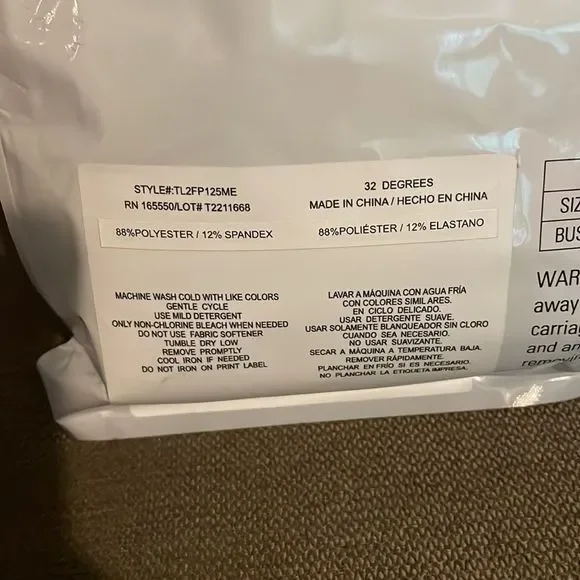 STYLE#:TL2FP125ME
RN 165550/LOT# T2211668
88%POLYESTER / 12% SPANDEX
MACHINE WASH COLD WITH LIKE COLORS
GENTLE CYCLE
USE MILD DETERGENT
ONLY NON-CHLORINE BLEACH WHEN NEEDED
DO NOT USE FABRIC SOFTENER
TUMBLE DRY LOW
REMOVE PROMPTLY
COOL IRON IF NEEDED
DO NOT IRON ON PRINT LABEL
32 DEGREES
MADE IN CHINA / HECHO EN CHINA
88%POLIÉSTER / 12% ELASTANO
LAVAR A MÁQUINA CON AGUA FRÍA
CON COLORES SIMILARES.
EN CICLO DELICADO.
USAR DETERGENTE SUAVE.
USAR SOLAMENTE BLANQUEADOR SIN CLORO
CUANDO SEA NECESARIO.
NO USAR SUAVIZANTE.
SECAR A MÁQUINA A TEMPERATURA BAJA.
REMOVER RÁPIDAMENTE.
PLANCHAR EN FRÍO SI ES NECESARIO.
NO PLANCHAR LA ETIQUETA IMPRESA.
SIZ
BUS
WAR
away
carria
and an
removin